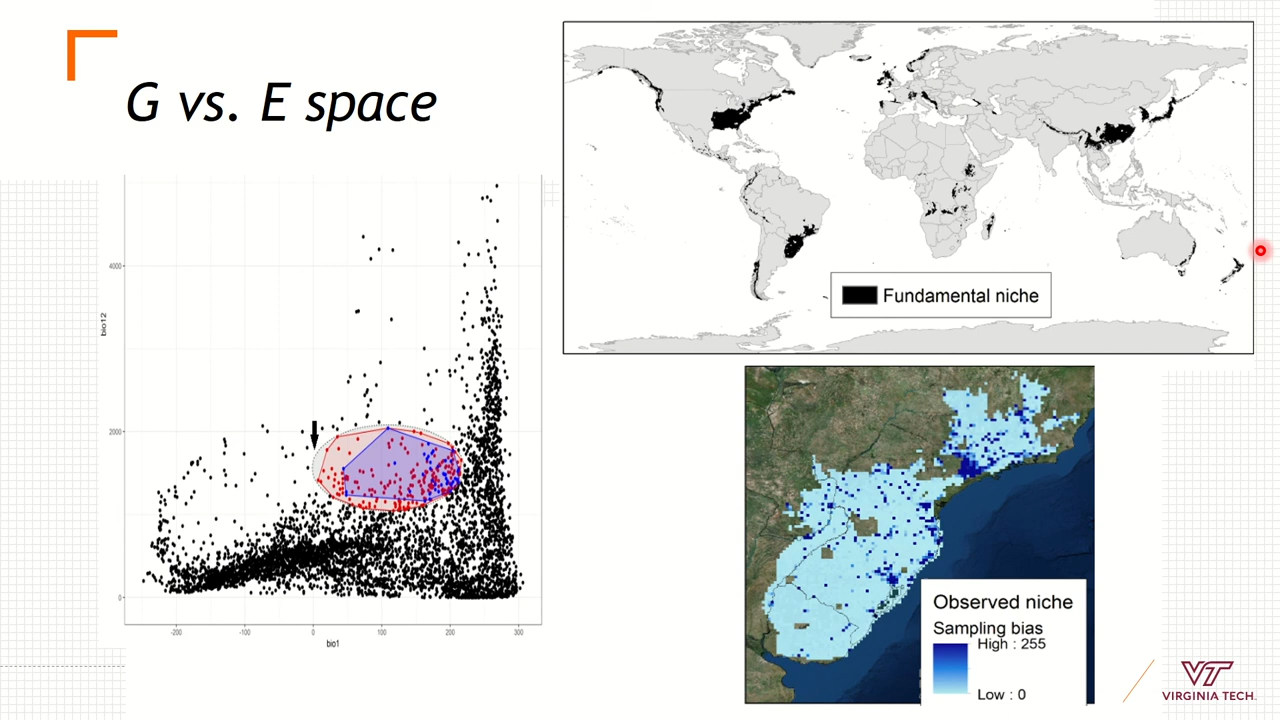 G vs. E space
4000
2000
0
bio12
-200
-100
0
100
200
300
bio1
Fundamental niche
Observed niche
Sampling bias
High : 255
Low : 0
VT
VIRGINIA TECH.